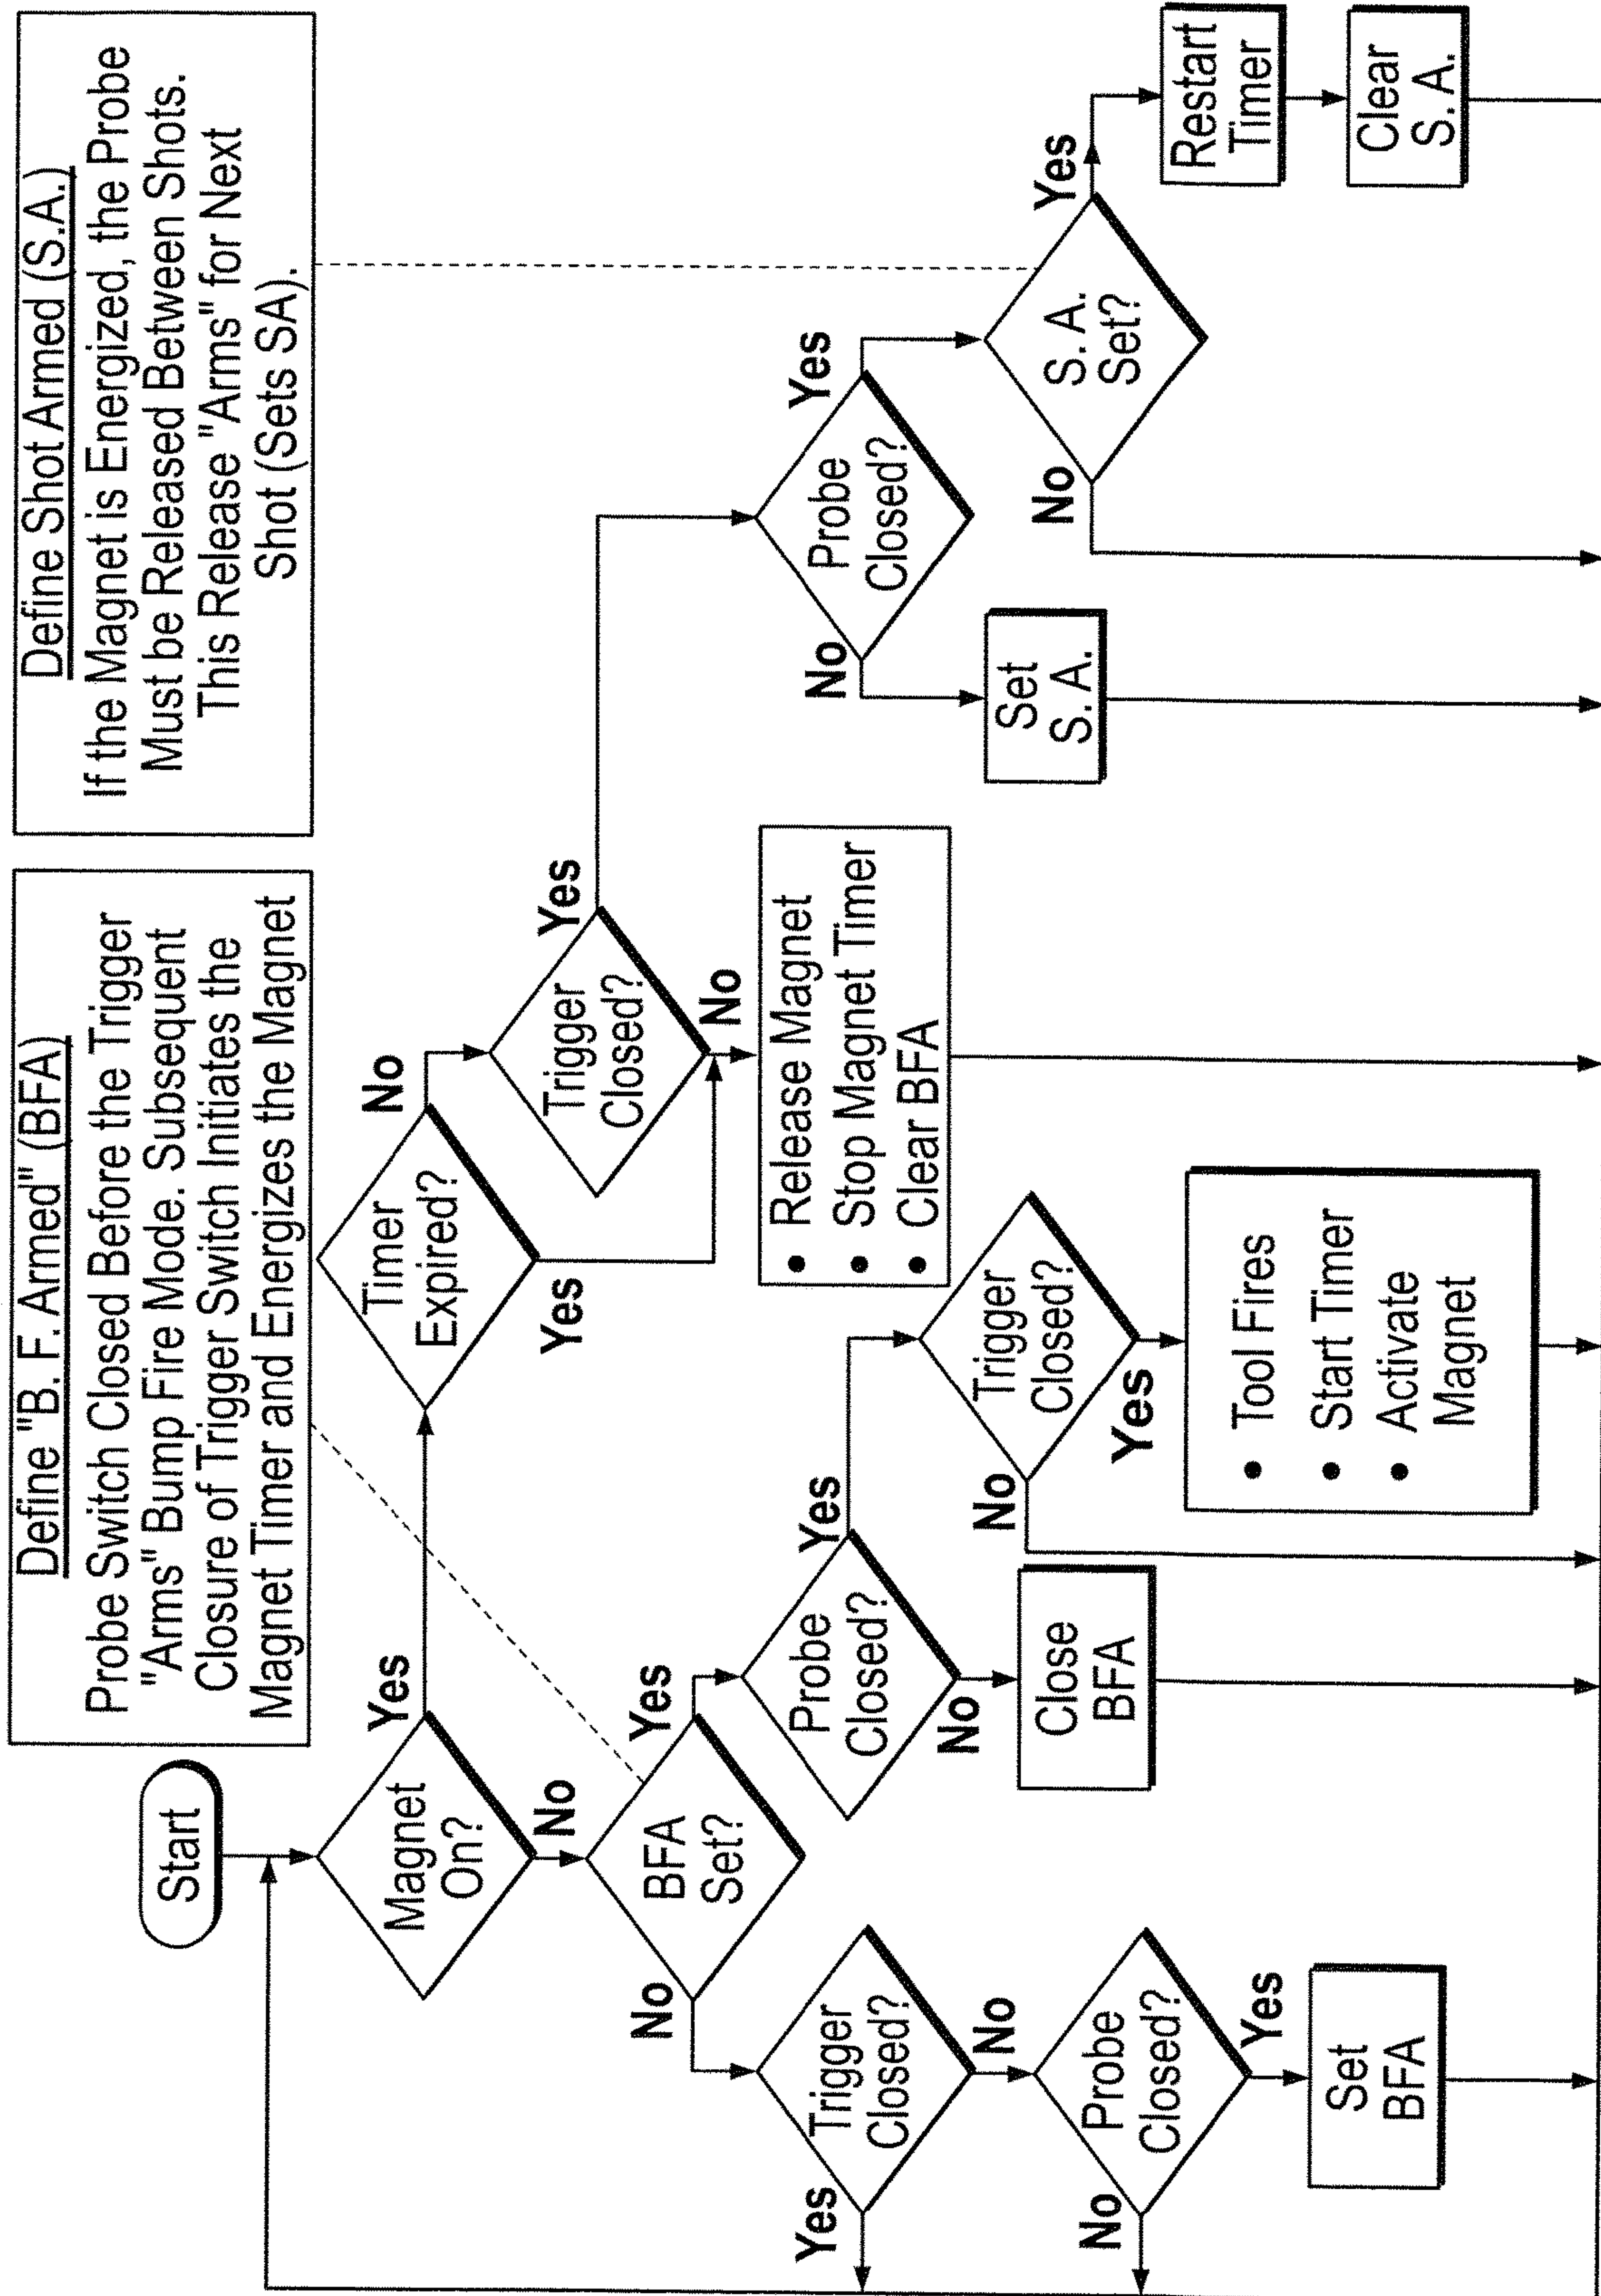 Define "B. F. Armed" (BFA)
Probe Switch Closed Before the Trigger
"Arms" Bump Fire Mode. Subsequent
Closure of Trigger Switch Initiates the
Magnet Timer and Energizes the Magnet
Define Shot Armed (S.A.)
If the Magnet is Energized, the Probe
Must be Released Between Shots.
This Release "Arms" for Next
Shot (Sets SA).
Start
Magnet
On?
Yes
No
Timer
Expired?
No
Yes
Trigger
Closed?
Yes
No
• Release Magnet
• Stop Magnet Timer
• Clear BFA
Probe
Closed?
Yes
No
Set
S. A.
S. A.
Set?
Yes
No
Restart
Timer
Clear
S. A.
BFA
Set?
Yes
No
Probe
Closed?
Yes
No
Close
BFA
Trigger
Closed?
No
Yes
• Tool Fires
• Start Timer
• Activate
Magnet
Trigger
Closed?
Yes
No
Probe
Closed?
No
Yes
Set
BFA